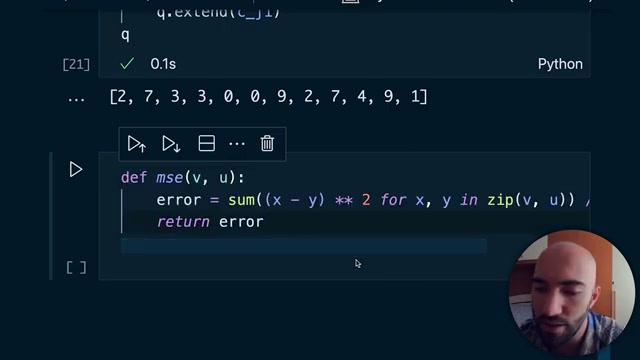 q.extend(c_ji)
q
[21]
0.1s
Python
... [2, 7, 3, 3, 0, 0, 9, 2, 7, 4, 9, 1]
def mse(v, u):
error = sum((x - y) ** 2 for x, y in zip(v, u)) /
return error
[ ]